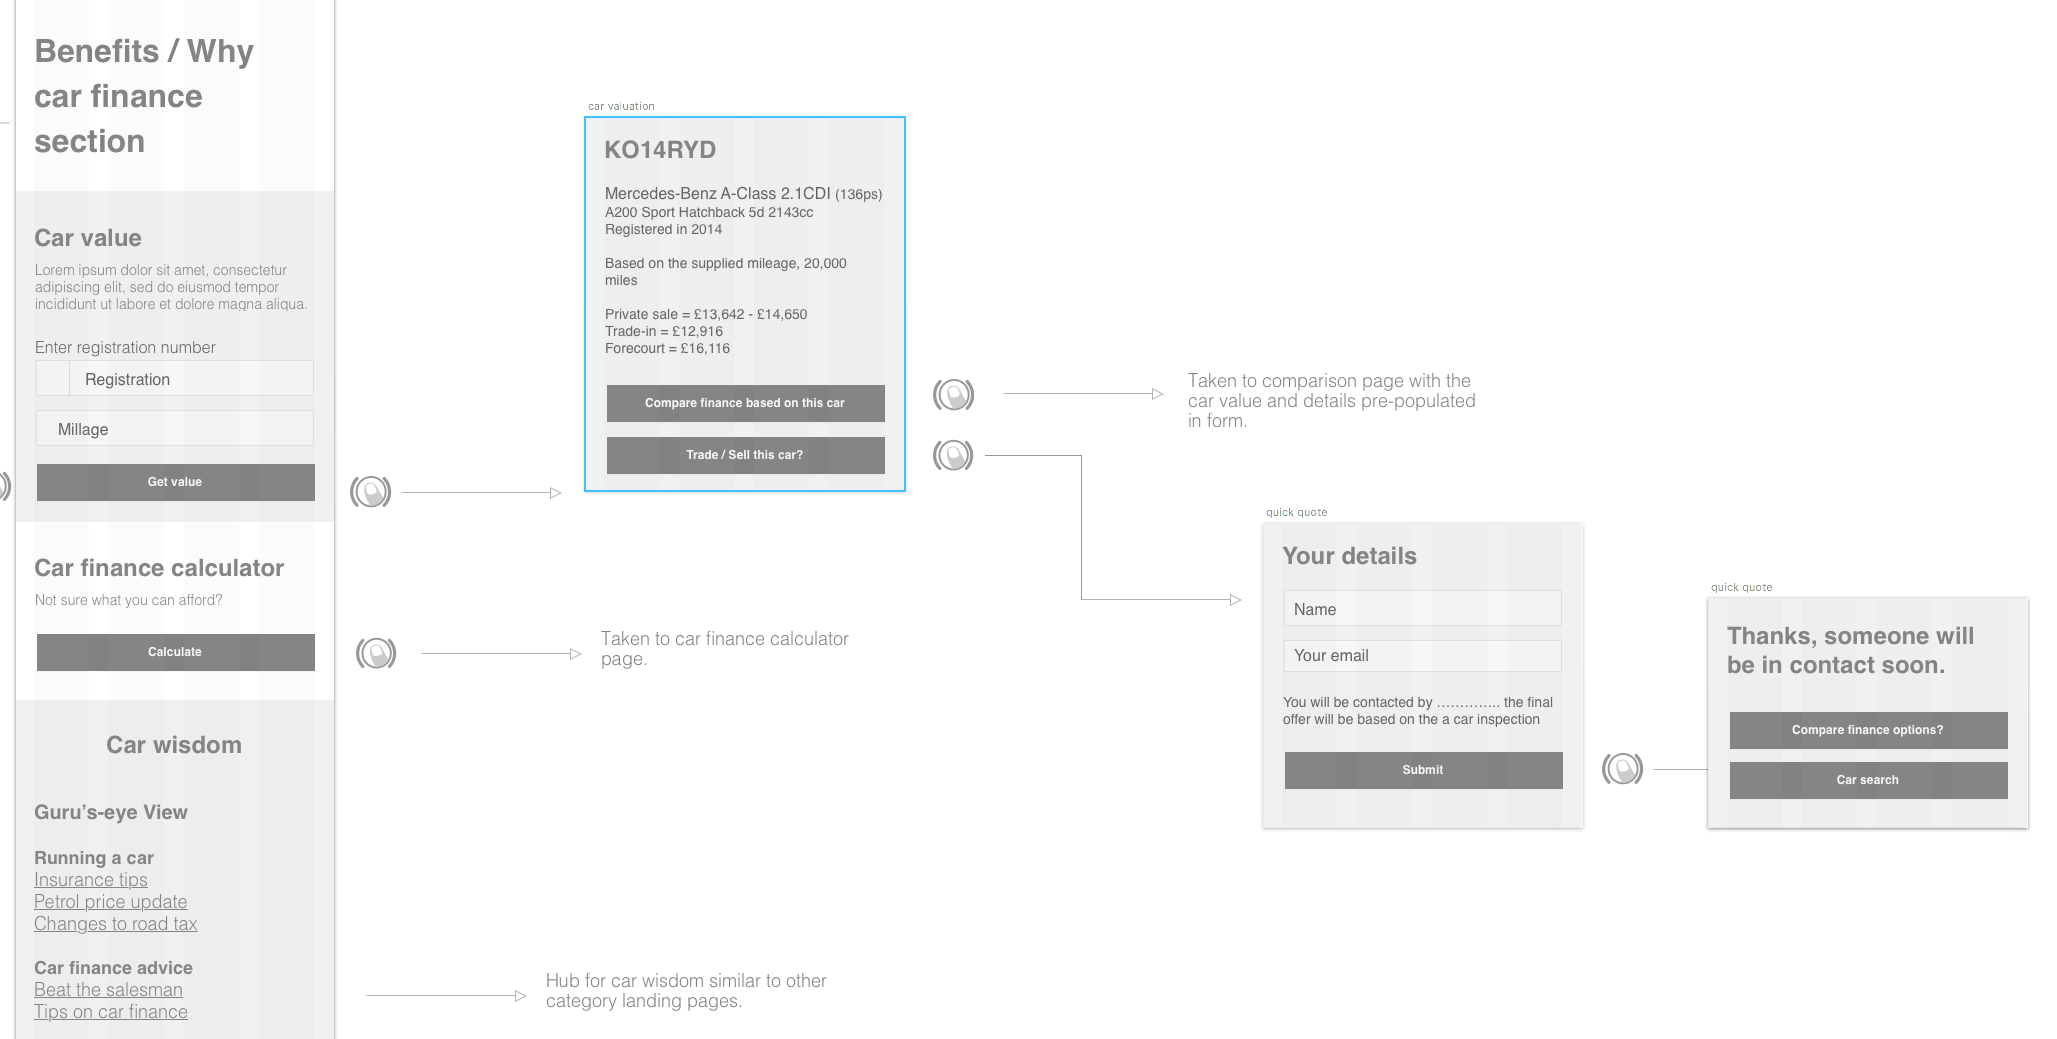 Benefits / Why
car finance
section
Car value
Lorem ipsum dolor sit amet, consectetur
adipiscing elit, sed do eiusmod tempor
incididunt ut labore et dolore magna aliqua.
Enter registration number
Registration
Millage
Get value
Car finance calculator
Not sure what you can afford?
Calculate
Car wisdom
Guru’s-eye View
Running a car
Insurance tips
Petrol price update
Changes to road tax
Car finance advice
Beat the salesman
Tips on car finance
car valuation
KO14RYD
Mercedes-Benz A-Class 2.1CDI (136ps)
A200 Sport Hatchback 5d 2143cc
Registered in 2014
Based on the supplied mileage, 20,000
miles
Private sale = £13,642 - £14,650
Trade-in = £12,916
Forecourt = £16,116
Compare finance based on this car
Trade / Sell this car?
Taken to comparison page with the
car value and details pre-populated
in form.
Taken to car finance calculator
page.
Hub for car wisdom similar to other
category landing pages.
quick quote
Your details
Name
Your email
You will be contacted by ………….. the final
offer will be based on the a car inspection
Submit
quick quote
Thanks, someone will
be in contact soon.
Compare finance options?
Car search